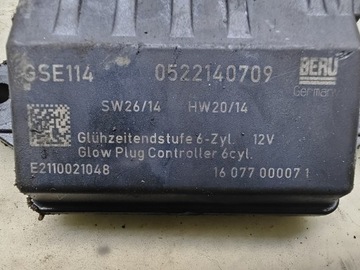 GSE114 0522140709 BERU
Germany
SW26/14 HW20/14
Glühzeitendstufe 6-Zyl. 12V
Glow Plug Controller 6cyl.
E2110021048 16 077 00007 1